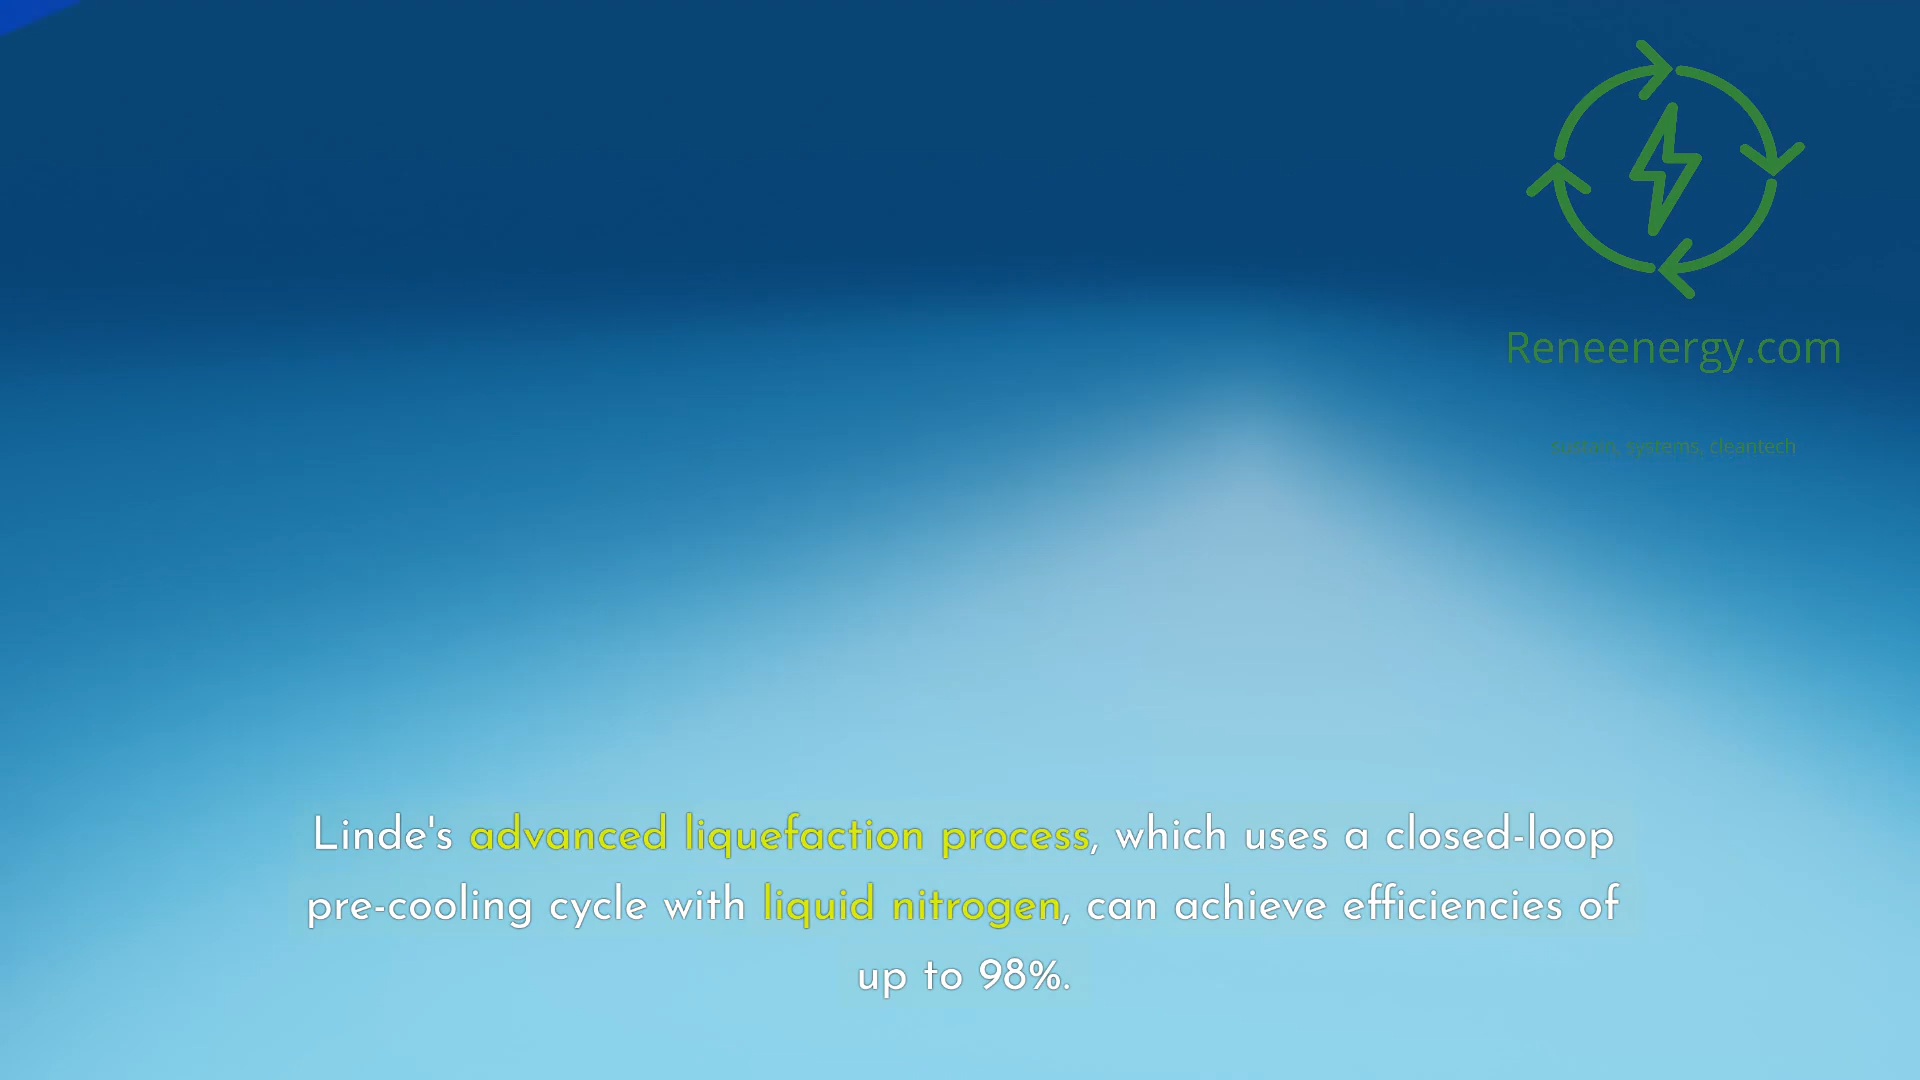 Reneenergy.com
sustain, systems, cleantech
Linde's advanced liquefaction process, which uses a closed-loop
pre-cooling cycle with liquid nitrogen, can achieve efficiencies of
up to 98%.